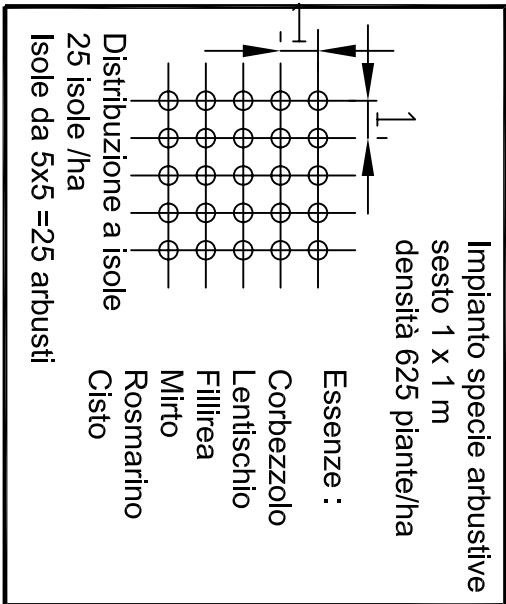 Impianto specie arbustive
sesto 1 x 1 m
densità 625 piante/ha
1
1
Essenze :
Corbezzolo
Lentischio
Fillirea
Mirto
Rosmarino
Cisto
Distribuzione a isole
25 isole /ha
Isole da 5x5 =25 arbusti